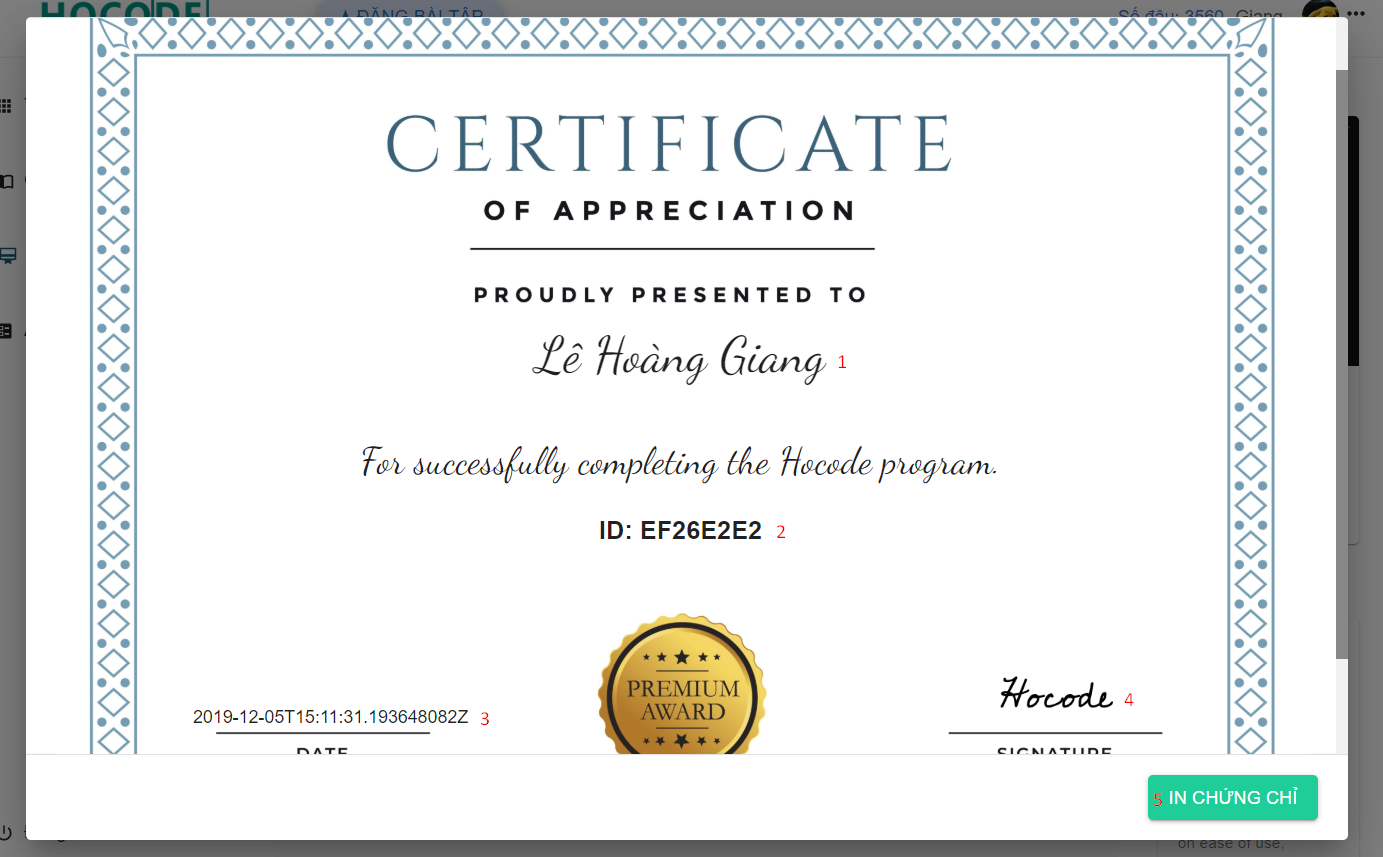 HOCODE
ĐĂNG BÀI TẬP
Số đậu: 3560 Giang
CERTIFICATE
OF APPRECIATION
PROUDLY PRESENTED TO
Lê Hoàng Giang 1
For successfully completing the Hocode program.
ID: EF26E2E2 2
PREMIUM
AWARD
Hocode 4
2019-12-05T15:11:31.193648082Z 3
DATE
SIGNATURE
5 IN CHỨNG CHỈ
on ease of use,